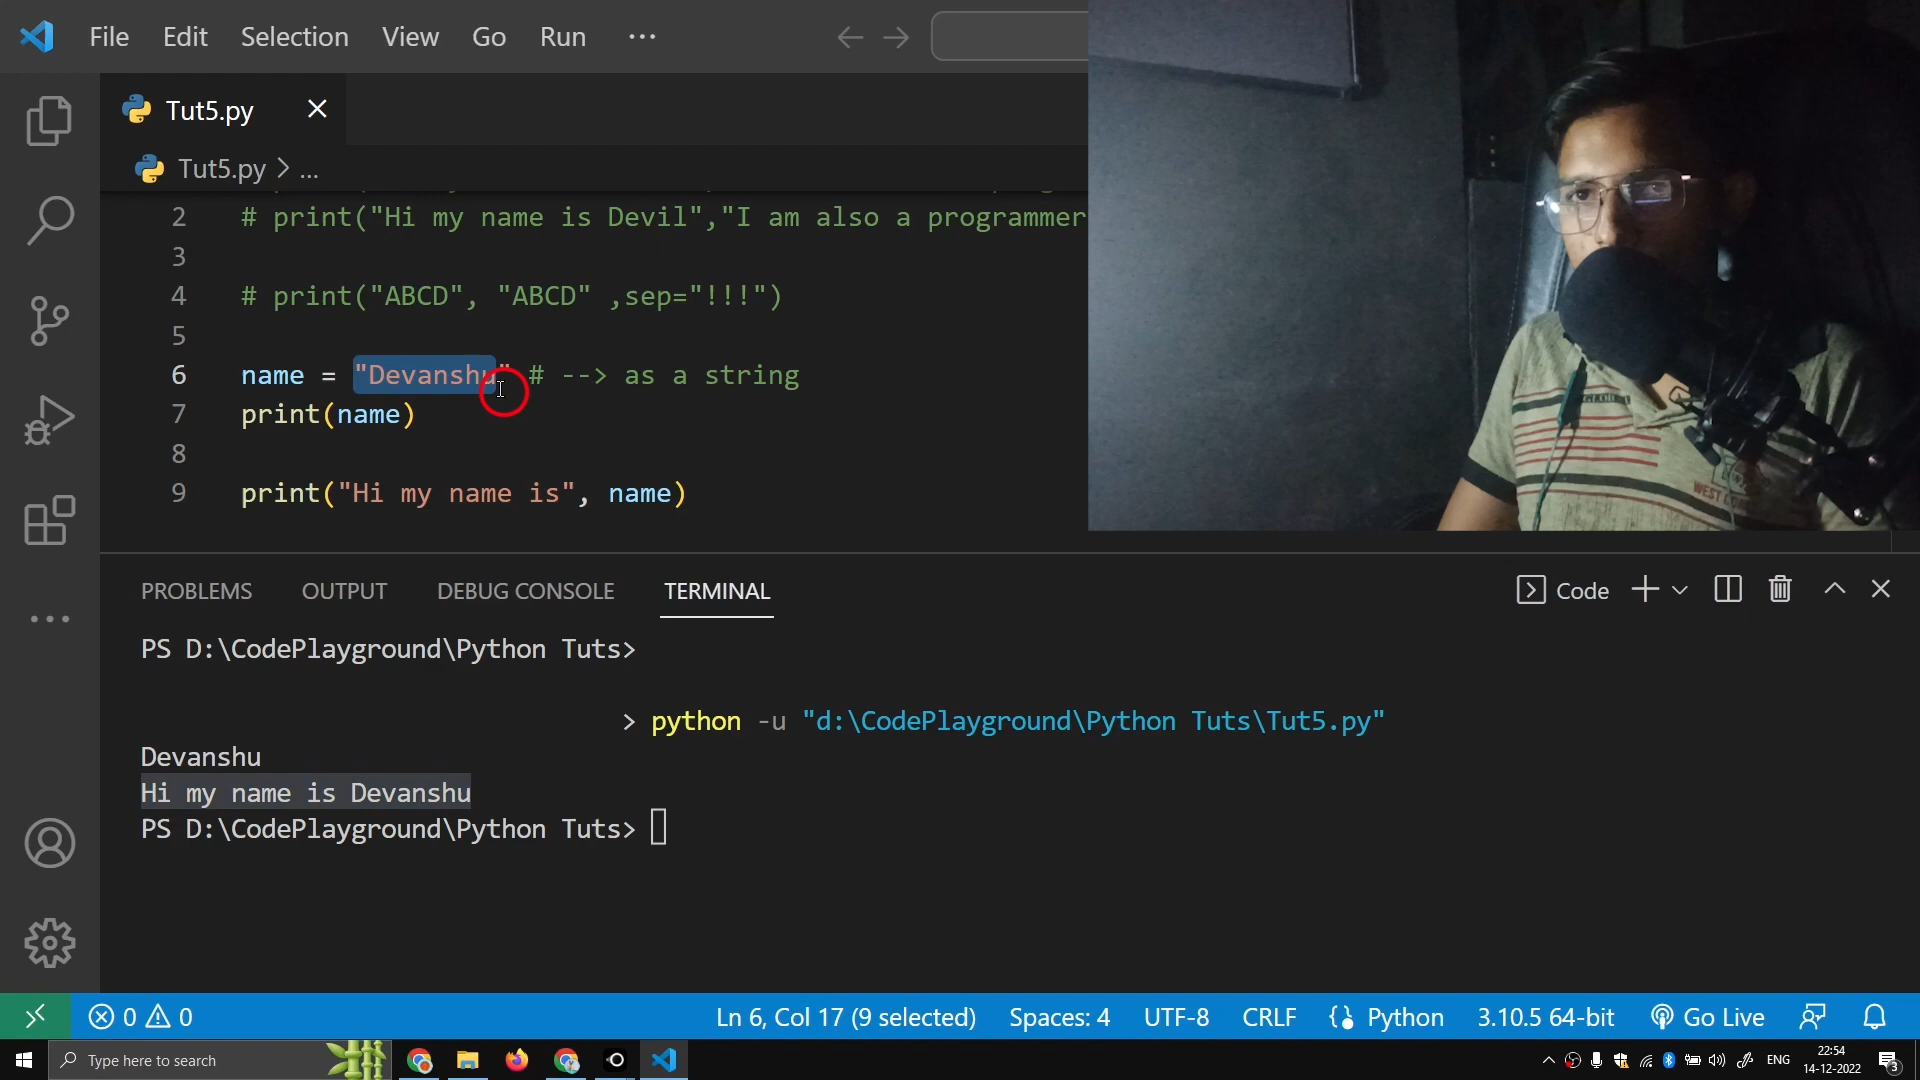 File Edit Selection View Go Run ...
Tut5.py
Tut5.py > ...
2 # print("Hi my name is Devil","I am also a programmer
3
4 # print("ABCD", "ABCD" ,sep="!!!")
5
6 name = "Devanshu" # --> as a string
7 print(name)
8
9 print("Hi my name is", name)
PROBLEMS OUTPUT DEBUG CONSOLE TERMINAL Code
PS D:\CodePlayground\Python Tuts>
> python -u "d:\CodePlayground\Python Tuts\Tut5.py"
Devanshu
Hi my name is Devanshu
PS D:\CodePlayground\Python Tuts>
0 0 Ln 6, Col 17 (9 selected) Spaces: 4 UTF-8 CRLF Python 3.10.5 64-bit Go Live
Type here to search ENG 22:54
14-12-2022 3